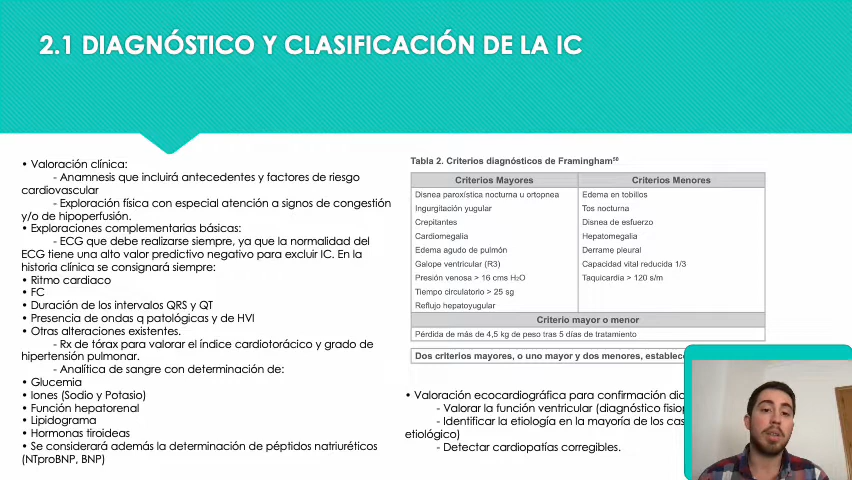 2.1 DIAGNÓSTICO Y CLASIFICACIÓN DE LA IC
• Valoración clínica:
- Anamnesis que incluirá antecedentes y factores de riesgo
cardiovascular
- Exploración física con especial atención a signos de congestión
y/o de hipoperfusión.
• Exploraciones complementarias básicas:
- ECG que debe realizarse siempre, ya que la normalidad del
ECG tiene una alto valor predictivo negativo para excluir IC. En la
historia clínica se consignará siempre:
• Ritmo cardiaco
• FC
• Duración de los intervalos QRS y QT
• Presencia de ondas q patológicas y de HVI
• Otras alteraciones existentes.
- Rx de tórax para valorar el índice cardiotorácico y grado de
hipertensión pulmonar.
- Analítica de sangre con determinación de:
• Glucemia
• Iones (Sodio y Potasio)
• Función hepatorenal
• Lipidograma
• Hormonas tiroideas
• Se considerará además la determinación de péptidos natriuréticos
(NTproBNP, BNP)
Tabla 2. Criterios diagnósticos de Framingham⁵⁸
Criterios Mayores Criterios Menores
Disnea paroxística nocturna u ortopnea Edema en tobillos
Ingurgitación yugular Tos nocturna
Crepitantes Disnea de esfuerzo
Cardiomegalia Hepatomegalia
Edema agudo de pulmón Derrame pleural
Galope ventricular (R3) Capacidad vital reducida 1/3
Presión venosa > 16 cms H₂O Taquicardia > 120 s/m
Tiempo circulatorio > 25 sg
Reflujo hepatoyugular
Criterio mayor o menor
Pérdida de más de 4,5 kg de peso tras 5 días de tratamiento
Dos criterios mayores, o uno mayor y dos menores,
• Valoración ecocardiográfica para confirmación
- Valorar la función ventricular (diagnóstico
- Identificar la etiología en la mayoría de los
etiológico)
- Detectar cardiopatías corregibles.